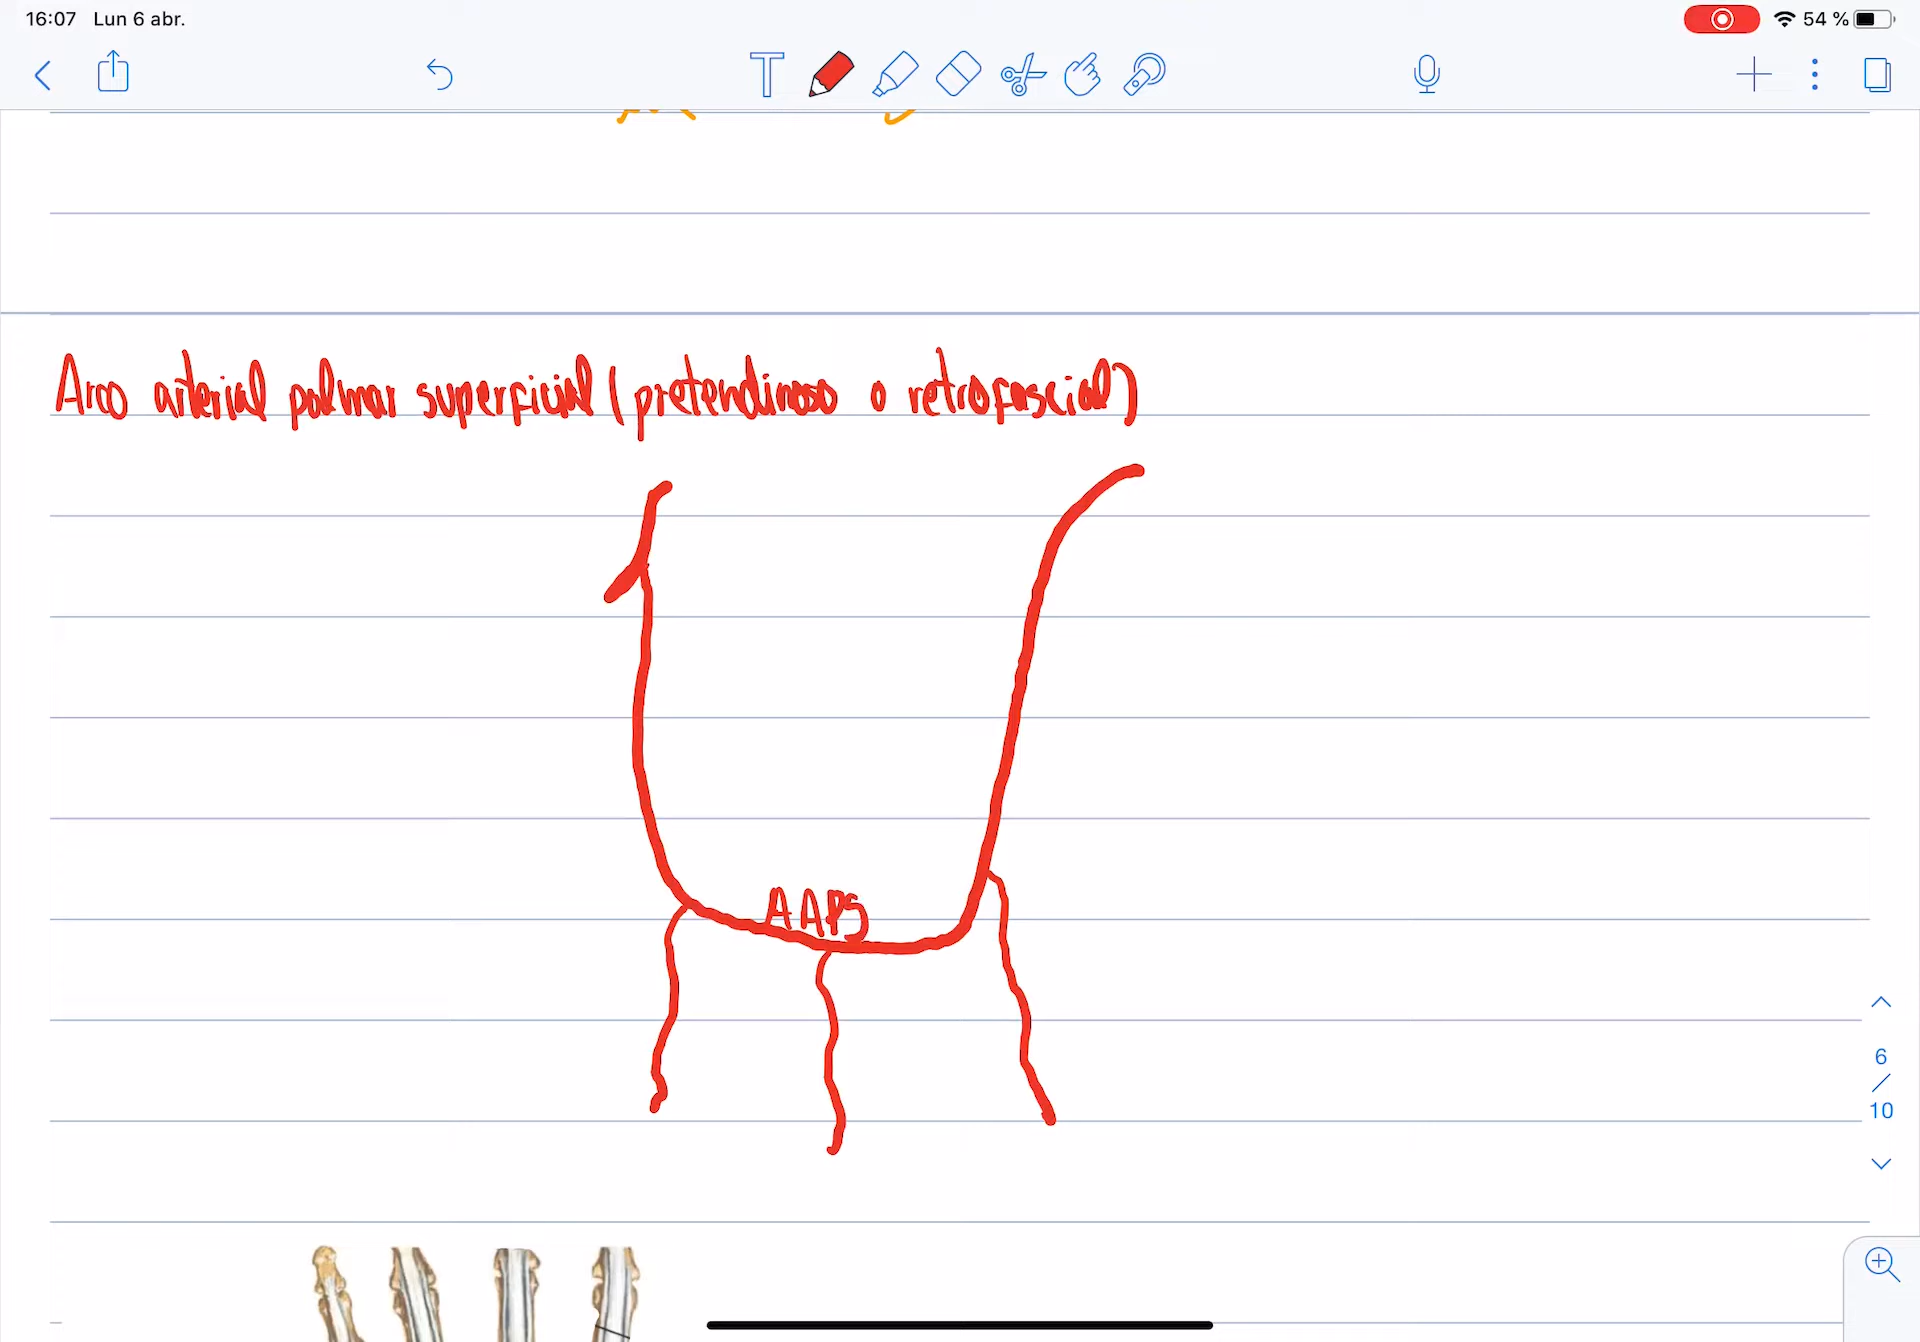 16:07 Lun 6 abr.
54 %
Arco arterial palmar superficial (pretendinoso o retrofascial)
AAPS
6
10